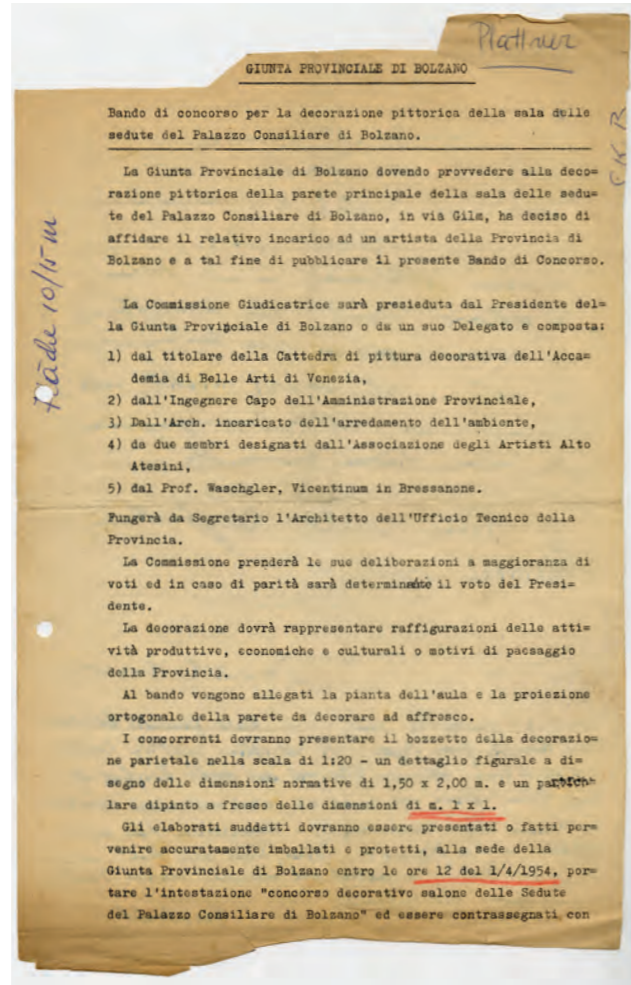 Plattner
GIUNTA PROVINCIALE DI BOLZANO
Bando di concorso per la decorazione pittorica della sala delle
sedute del Palazzo Consiliare di Bolzano.
La Giunta Provinciale di Bolzano dovendo provvedere alla deco=
razione pittorica della parete principale della sala delle sedu=
te del Palazzo Consiliare di Bolzano, in via Gilm, ha deciso di
affidare il relativo incarico ad un artista della Provincia di
Bolzano e a tal fine di pubblicare il presente Bando di Concorso.
La Commissione Giudicatrice sarà presieduta dal Presidente del=
la Giunta Provinciale di Bolzano o da un suo Delegato e composta:
1) dal titolare della Cattedra di pittura decorativa dell'Acca=
demia di Belle Arti di Venezia,
2) dall'Ingegnere Capo dell'Amministrazione Provinciale,
3) Dall'Arch. incaricato dell'arredamento dell'ambiente,
4) da due membri designati dall'Associazione degli Artisti Alto
Atesini,
5) dal Prof. Waschgler, Vicentinum in Bressanone.
Fungerà da Segretario l'Architetto dell'Ufficio Tecnico della
Provincia.
La Commissione prenderà le sue deliberazioni a maggioranza di
voti ed in caso di parità sarà determinante il voto del Presi=
dente.
La decorazione dovrà rappresentare raffigurazioni delle atti=
vità produttive, economiche e culturali o motivi di paesaggio
della Provincia.
Al bando vengono allegati la pianta dell'aula e la proiezione
ortogonale della parete da decorare ad affresco.
I concorrenti dovranno presentare il bozzetto della decorazio=
ne parietale nella scala di 1:20 - un dettaglio figurale a di=
segno delle dimensioni normative di 1,50 x 2,00 m. e un partico=
lare dipinto a fresco delle dimensioni di m. 1 x 1.
Gli elaborati suddetti dovranno essere presentati o fatti per=
venire accuratamente imballati e protetti, alla sede della
Giunta Provinciale di Bolzano entro le ore 12 del 1/4/1954, por=
tare l'intestazione "concorso decorativo salone delle Sedute
del Palazzo Consiliare di Bolzano" ed essere contrassegnati con
10/15 m